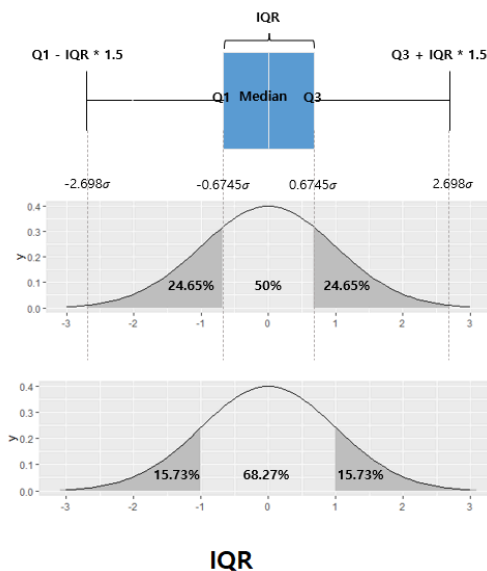 IQR
Q1 - IQR * 1.5
Q3 + IQR * 1.5
Q1 Median Q3
-2.698σ -0.6745σ 0.6745σ 2.698σ
0.4
0.3
0.2
0.1
0.0
y
24.65% 50% 24.65%
-3 -2 -1 0 1 2 3
0.4
0.3
0.2
0.1
0.0
y
15.73% 68.27% 15.73%
-3 -2 -1 0 1 2 3
IQR